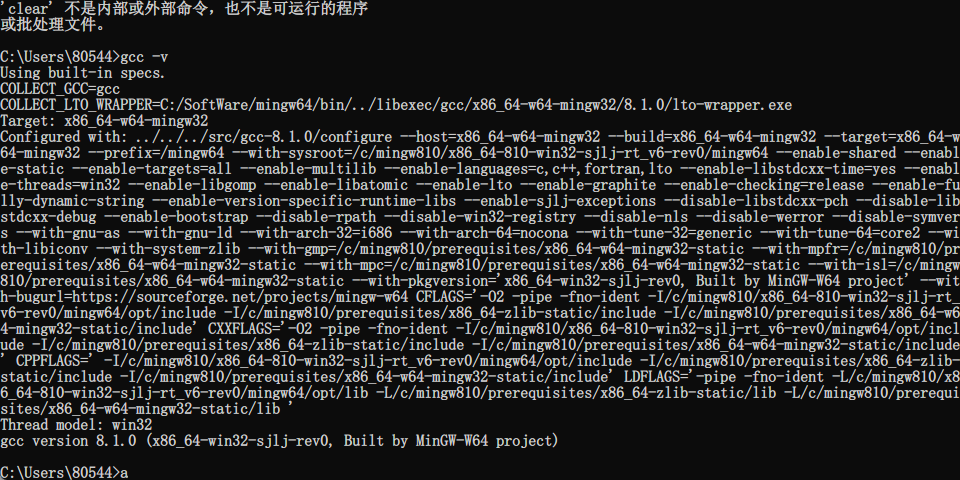 'clear' 不是内部或外部命令，也不是可运行的程序
或批处理文件。
C:\Users\80544>gcc -v
Using built-in specs.
COLLECT_GCC=gcc
COLLECT_LTO_WRAPPER=C:/SoftWare/mingw64/bin/../libexec/gcc/x86_64-w64-mingw32/8.1.0/lto-wrapper.exe
Target: x86_64-w64-mingw32
Configured with: ../../../src/gcc-8.1.0/configure --host=x86_64-w64-mingw32 --build=x86_64-w64-mingw32 --target=x86_64-w
64-mingw32 --prefix=/mingw64 --with-sysroot=/c/mingw810/x86_64-810-win32-sjlj-rt_v6-rev0/mingw64 --enable-shared --enabl
e-static --enable-targets=all --enable-multilib --enable-languages=c,c++,fortran,lto --enable-libstdcxx-time=yes --enabl
e-threads=win32 --enable-libgomp --enable-libatomic --enable-lto --enable-graphite --enable-checking=release --enable-fu
lly-dynamic-string --enable-version-specific-runtime-libs --enable-sjlj-exceptions --disable-libstdcxx-pch --disable-lib
stdcxx-debug --enable-bootstrap --disable-rpath --disable-win32-registry --disable-nls --disable-werror --disable-symver
s --with-gnu-as --with-gnu-ld --with-arch-32=i686 --with-arch-64=nocona --with-tune-32=generic --with-tune-64=core2 --wi
th-libiconv --with-system-zlib --with-gmp=/c/mingw810/prerequisites/x86_64-w64-mingw32-static --with-mpfr=/c/mingw810/pr
erequisites/x86_64-w64-mingw32-static --with-mpc=/c/mingw810/prerequisites/x86_64-w64-mingw32-static --with-isl=/c/mingw
810/prerequisites/x86_64-w64-mingw32-static --with-pkgversion='x86_64-win32-sjlj-rev0, Built by MinGW-W64 project' --wit
h-bugurl=https://sourceforge.net/projects/mingw-w64 CFLAGS='-O2 -pipe -fno-ident -I/c/mingw810/x86_64-810-win32-sjlj-rt_
v6-rev0/mingw64/opt/include -I/c/mingw810/prerequisites/x86_64-zlib-static/include -I/c/mingw810/prerequisites/x86_64-w6
4-mingw32-static/include' CXXFLAGS='-O2 -pipe -fno-ident -I/c/mingw810/x86_64-810-win32-sjlj-rt_v6-rev0/mingw64/opt/incl
ude -I/c/mingw810/prerequisites/x86_64-zlib-static/include -I/c/mingw810/prerequisites/x86_64-w64-mingw32-static/include
' CPPFLAGS=' -I/c/mingw810/x86_64-810-win32-sjlj-rt_v6-rev0/mingw64/opt/include -I/c/mingw810/prerequisites/x86_64-zlib-
static/include -I/c/mingw810/prerequisites/x86_64-w64-mingw32-static/include' LDFLAGS='-pipe -fno-ident -L/c/mingw810/x8
6_64-810-win32-sjlj-rt_v6-rev0/mingw64/opt/lib -L/c/mingw810/prerequisites/x86_64-zlib-static/lib -L/c/mingw810/prerequi
sites/x86_64-w64-mingw32-static/lib '
Thread model: win32
gcc version 8.1.0 (x86_64-win32-sjlj-rev0, Built by MinGW-W64 project)
C:\Users\80544>a